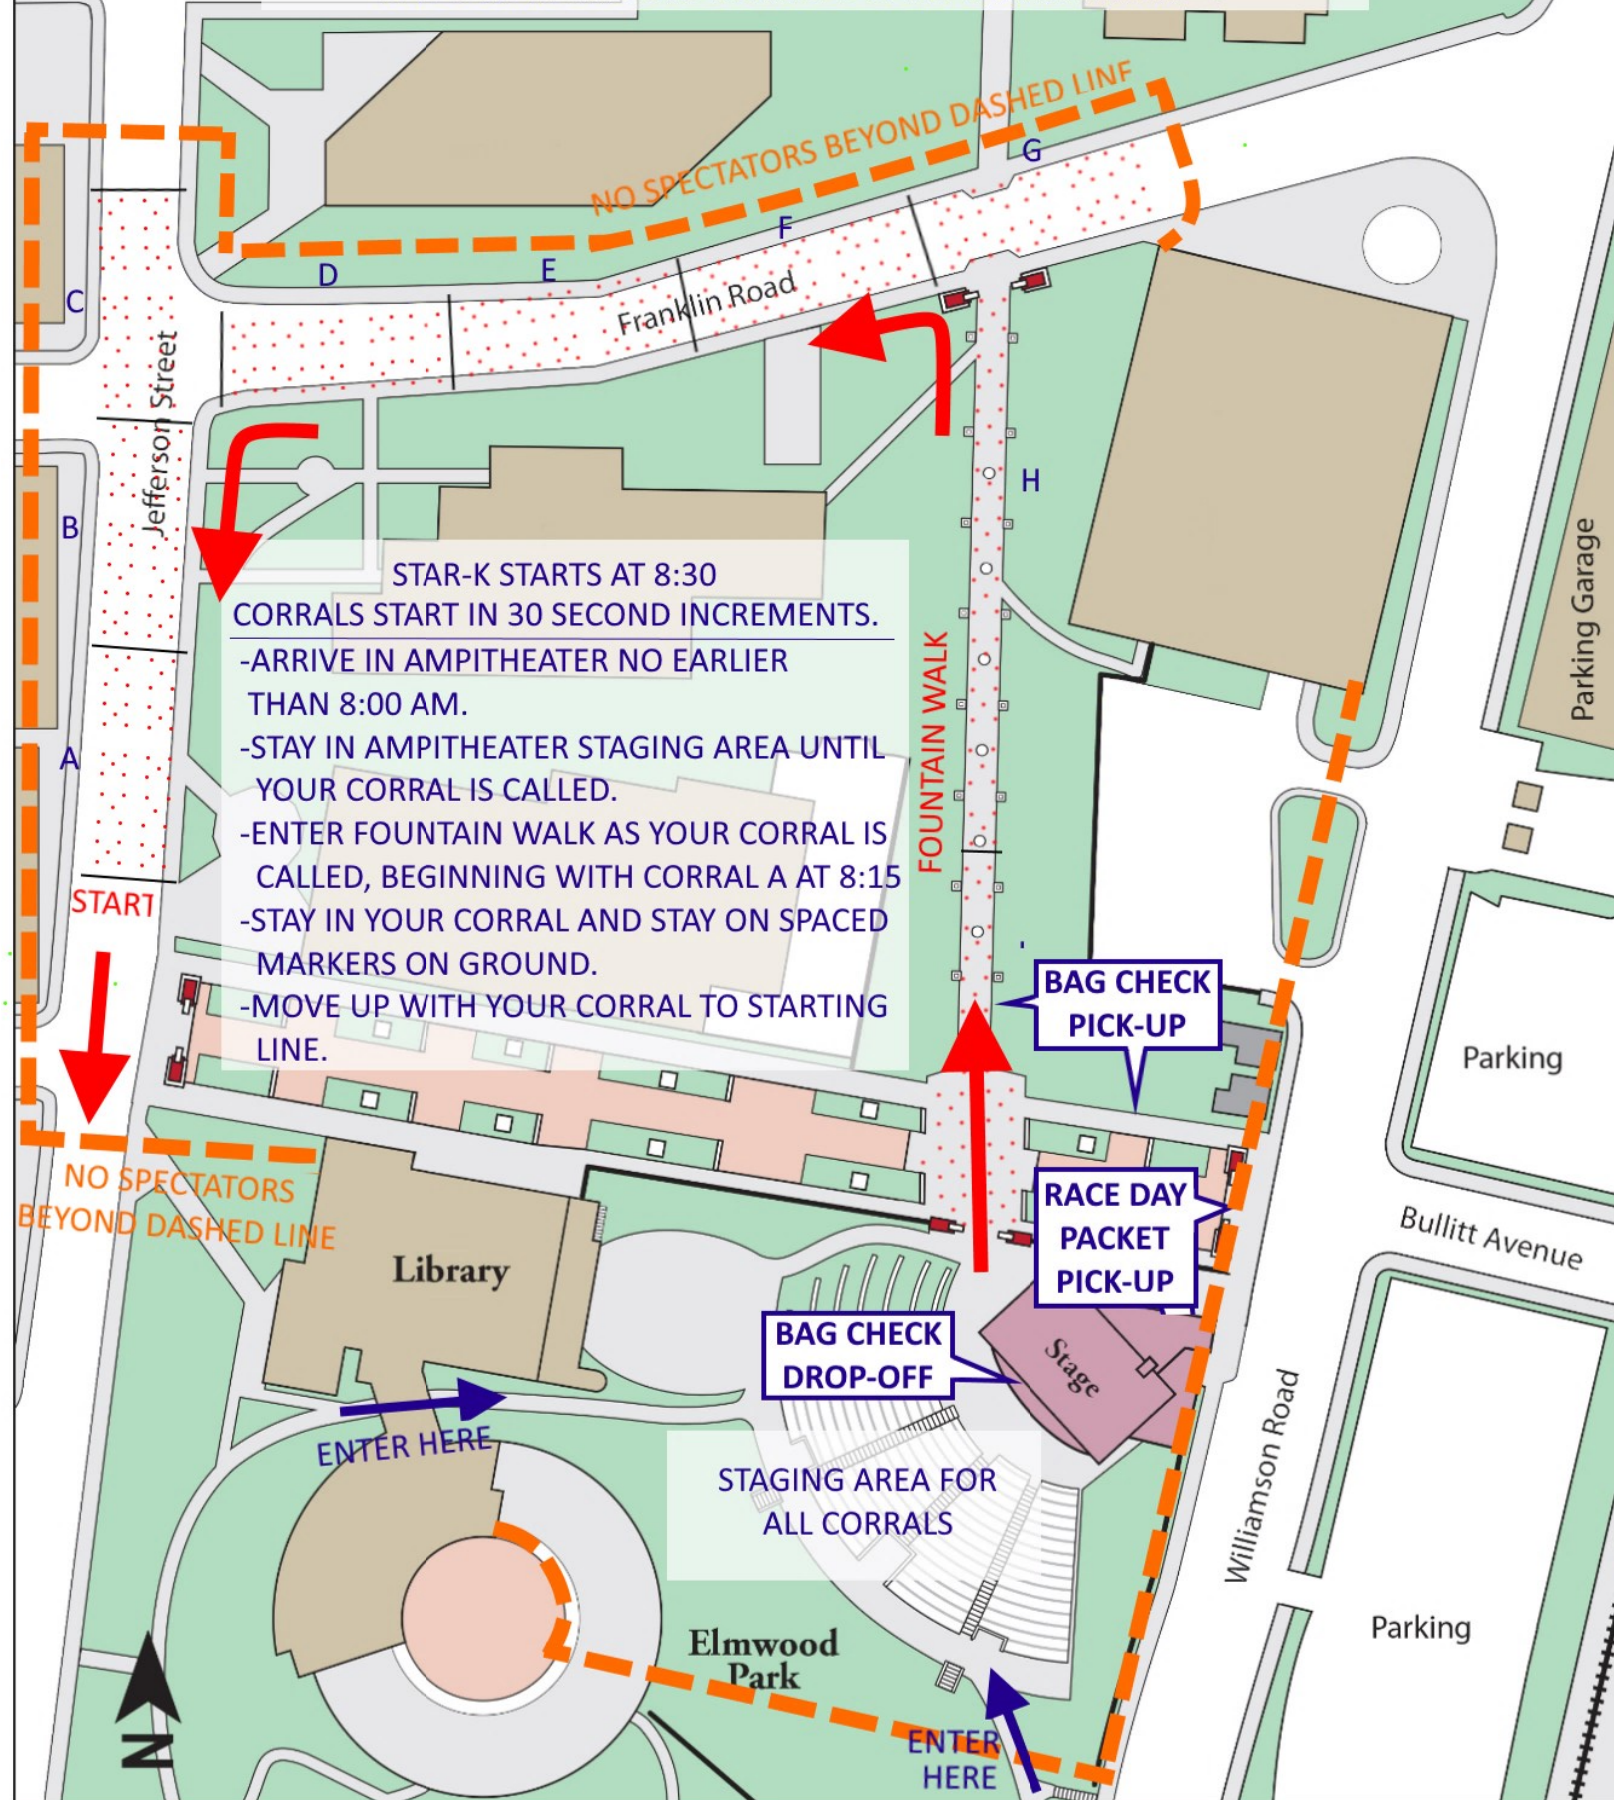 NO SPECTATORS BEYOND DASHED LINE
G
F
D
E
C
Franklin Road
Jefferson Street
H
B
A
START
STAR-K STARTS AT 8:30
CORRALS START IN 30 SECOND INCREMENTS.
-ARRIVE IN AMPITHEATER NO EARLIER
THAN 8:00 AM.
-STAY IN AMPITHEATER STAGING AREA UNTIL
YOUR CORRAL IS CALLED.
-ENTER FOUNTAIN WALK AS YOUR CORRAL IS
CALLED, BEGINNING WITH CORRAL A AT 8:15
-STAY IN YOUR CORRAL AND STAY ON SPACED
MARKERS ON GROUND.
-MOVE UP WITH YOUR CORRAL TO STARTING
LINE.
FOUNTAIN WALK
Parking Garage
BAG CHECK
PICK-UP
Parking
RACE DAY
PACKET
PICK-UP
Bullitt Avenue
NO SPECTATORS
BEYOND DASHED LINE
Library
BAG CHECK
DROP-OFF
Stage
ENTER HERE
STAGING AREA FOR
ALL CORRALS
Williamson Road
Parking
Elmwood
Park
ENTER
HERE
N